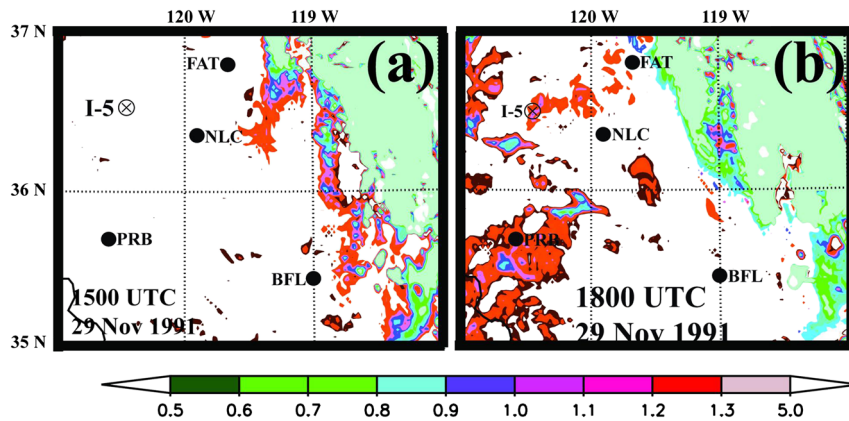 120 W 119 W 120 W 119 W
37 N
(a) (b)
FAT FAT
I-5 I-5
NLC NLC
36 N
PRB PRB
BFL BFL
1500 UTC 1800 UTC
29 Nov 1991 29 Nov 1991
35 N
0.5 0.6 0.7 0.8 0.9 1.0 1.1 1.2 1.3 5.0